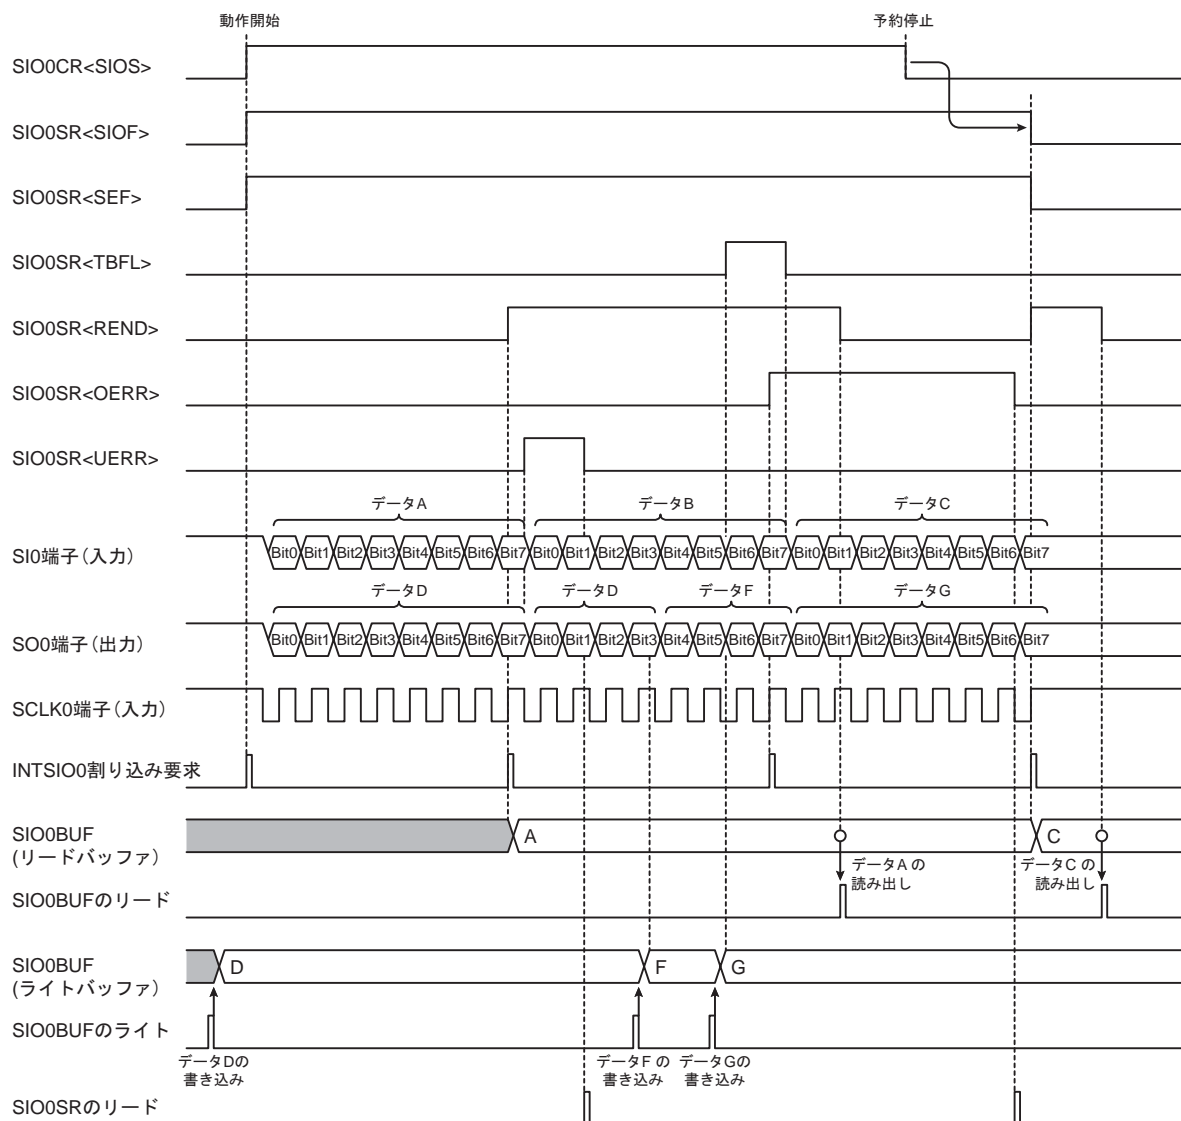 動作開始
予約停止
SIO0CR<SIOS>
SIO0SR<SIOF>
SIO0SR<SEF>
SIO0SR<TBFL>
SIO0SR<REND>
SIO0SR<OERR>
SIO0SR<UERR>
データA
データB
データC
SI0端子(入力)
Bit0 Bit1 Bit2 Bit3 Bit4 Bit5 Bit6 Bit7 Bit0 Bit1 Bit2 Bit3 Bit4 Bit5 Bit6 Bit7 Bit0 Bit1 Bit2 Bit3 Bit4 Bit5 Bit6 Bit7
データD
データD
データF
データG
SO0端子(出力)
Bit0 Bit1 Bit2 Bit3 Bit4 Bit5 Bit6 Bit7 Bit0 Bit1 Bit2 Bit3 Bit4 Bit5 Bit6 Bit7 Bit0 Bit1 Bit2 Bit3 Bit4 Bit5 Bit6 Bit7
SCLK0端子(入力)
INTSIO0割り込み要求
SIO0BUF
(リードバッファ)
A
C
データA の
読み出し
データC の
読み出し
SIO0BUFのリード
SIO0BUF
(ライトバッファ)
D
F
G
SIO0BUFのライト
データDの
書き込み
データF の
書き込み
データGの
書き込み
SIO0SRのリード